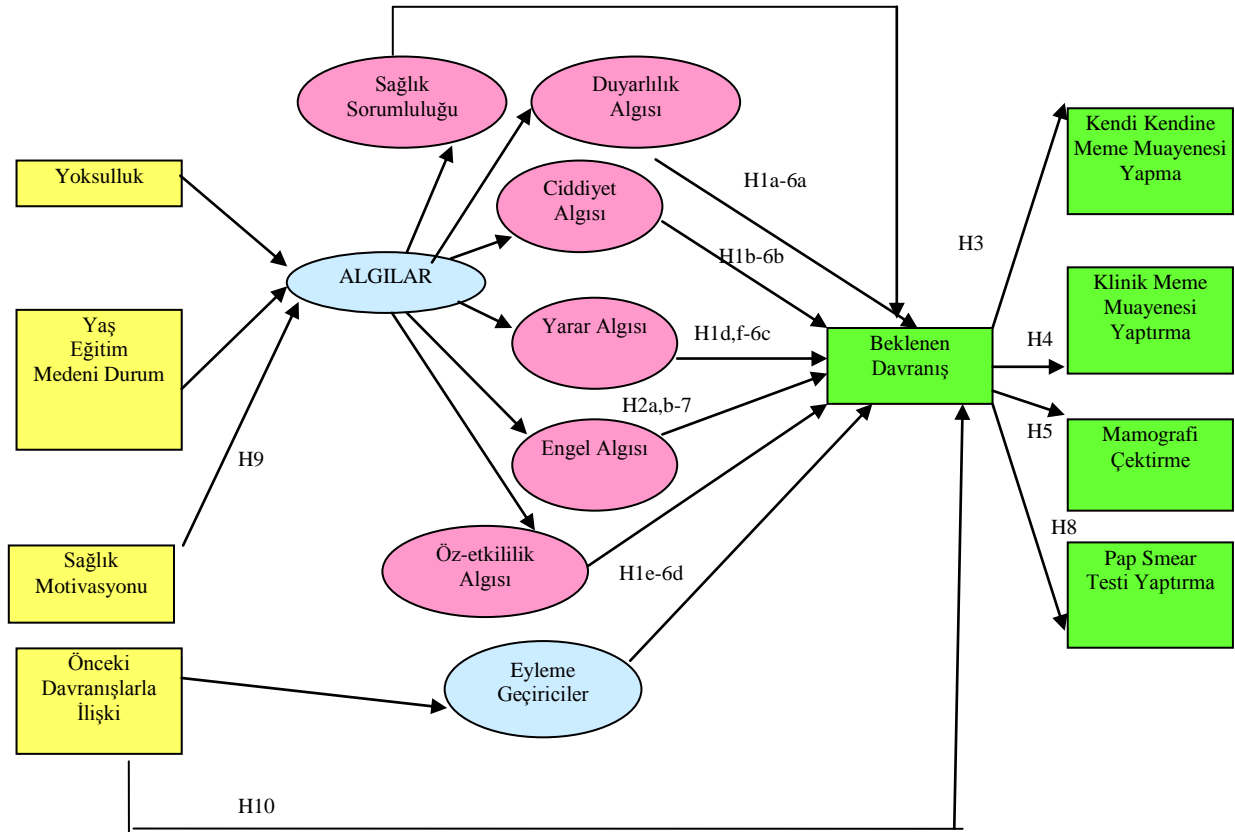 Sağlık
Sorumluluğu
Duyarlılık
Algısı
Kendi Kendine
Meme Muayenesi
Yapma
Yoksulluk
Ciddiyet
Algısı
H1a-6a
H3
H1b-6b
ALGILAR
Klinik Meme
Muayenesi
Yaptırma
Yaş
Eğitim
Medeni Durum
Yarar Algısı
H1d,f-6c
Beklenen
Davranış
H4
H2a,b-7
H5
Mamografi
Çektirme
Engel Algısı
H9
H8
Sağlık
Motivasyonu
Öz-etkililik
Algısı
H1e-6d
Pap Smear
Testi Yaptırma
Önceki
Davranışlarla
İlişki
Eyleme
Geçiriciler
H10